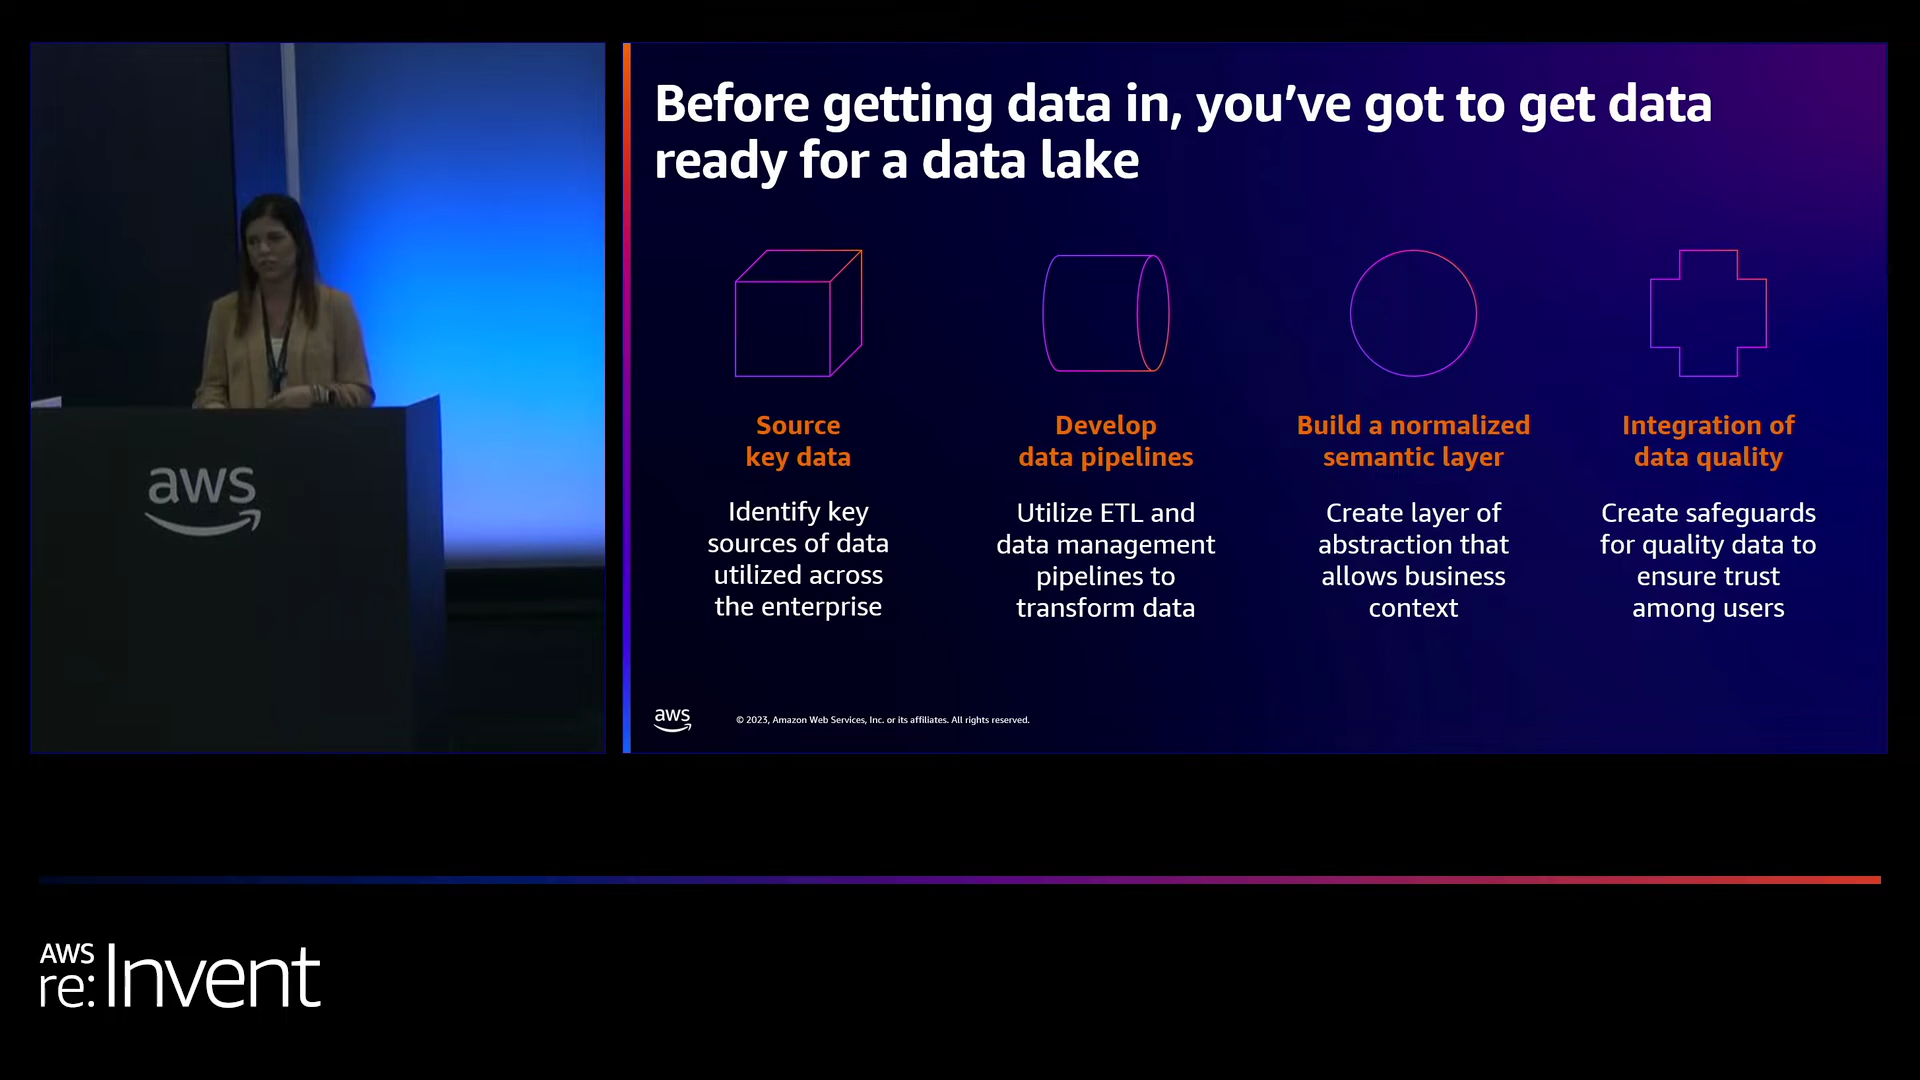 Before getting data in, you’ve got to get data
ready for a data lake
Source
key data
Identify key
sources of data
utilized across
the enterprise
Develop
data pipelines
Utilize ETL and
data management
pipelines to
transform data
Build a normalized
semantic layer
Create layer of
abstraction that
allows business
context
Integration of
data quality
Create safeguards
for quality data to
ensure trust
among users
aws
© 2023, Amazon Web Services, Inc. or its affiliates. All rights reserved.
aws
AWS
re:Invent